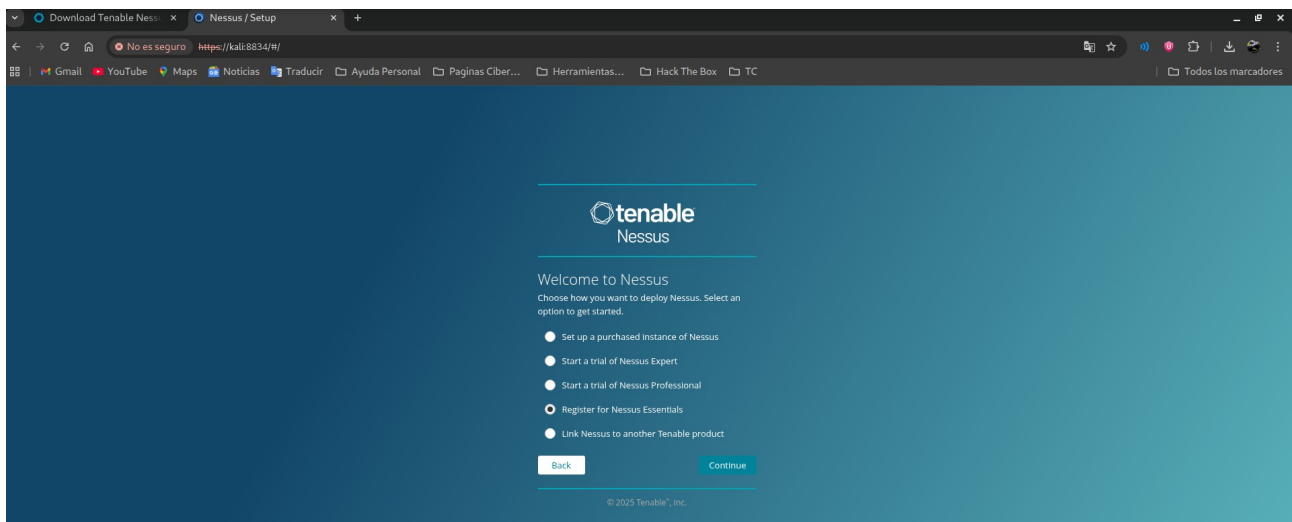 Download Tenable Ness
Nessus / Setup
No es seguro
https://kali:8834/#/
Gmail
YouTube
Maps
Noticias
Traducir
Ayuda Personal
Paginas Ciber...
Herramientas...
Hack The Box
TC
Todos los marcadores
tenable
Nessus
Welcome to Nessus
Choose how you want to deploy Nessus. Select an
option to get started.
Set up a purchased instance of Nessus
Start a trial of Nessus Expert
Start a trial of Nessus Professional
Register for Nessus Essentials
Link Nessus to another Tenable product
Back
Continue
© 2025 Tenable™, Inc.